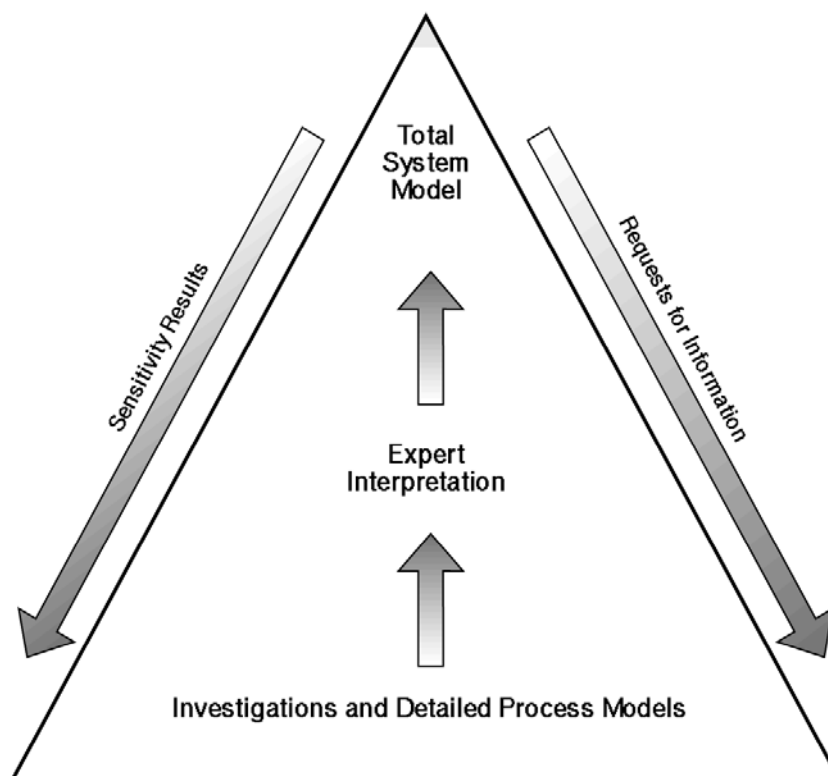 Total
System
Model
Sensitivity Results
Requests for Information
Expert
Interpretation
Investigations and Detailed Process Models